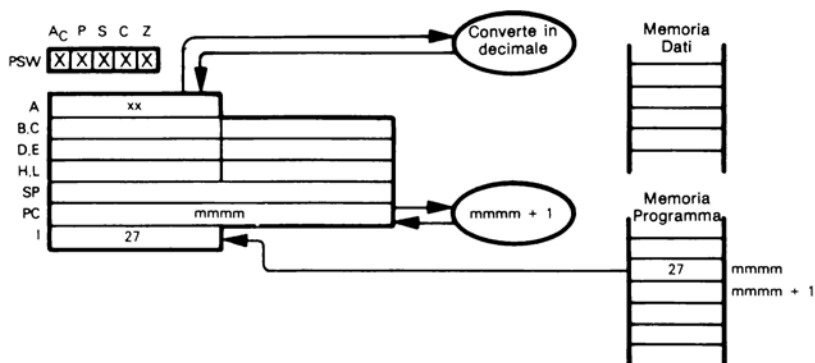 AC P S C Z
PSW X X X X X
Converte in
decimale
Memoria
Dati
A xx
B,C
D,E
H,L
SP
PC mmmm
mmmm + 1
I 27
Memoria
Programma
27 mmmm
mmmm + 1